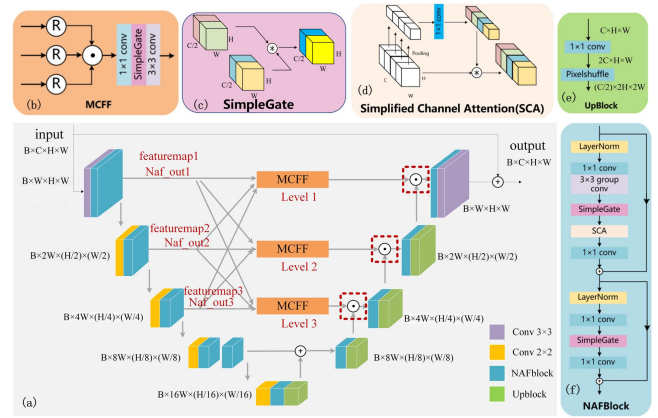 R
R
R
1×1 conv
SimpleGate
3×3 conv
(b)
MCFF
C/2
H
W
C/2
H
W
C/2
H
W
(c)
SimpleGate
1×1 conv
Pooling
C
H
W
(d)
Simplified Channel Attention(SCA)
C×H×W
1×1 conv
2C×H×W
Pixelshuffle
(C/2)×2H×2W
(e)
UpBlock
input
B×C×H×W
B×W×H×W
featuremap1
Naf_out1
MCFF
Level 1
output
B×C×H×W
B×W×H×W
featuremap2
Naf_out2
B×2W×(H/2)×(W/2)
MCFF
Level 2
B×2W×(H/2)×(W/2)
featuremap3
Naf_out3
B×4W×(H/4)×(W/4)
MCFF
Level 3
B×4W×(H/4)×(W/4)
B×8W×(H/8)×(W/8)
B×8W×(H/8)×(W/8)
B×16W×(H/16)×(W/16)
Conv 3×3
Conv 2×2
NAFblock
Upblock
(a)
LayerNorm
1×1 conv
3×3 group
conv
SimpleGate
SCA
1×1 conv
LayerNorm
1×1 conv
SimpleGate
1×1 conv
(f)
NAFBlock